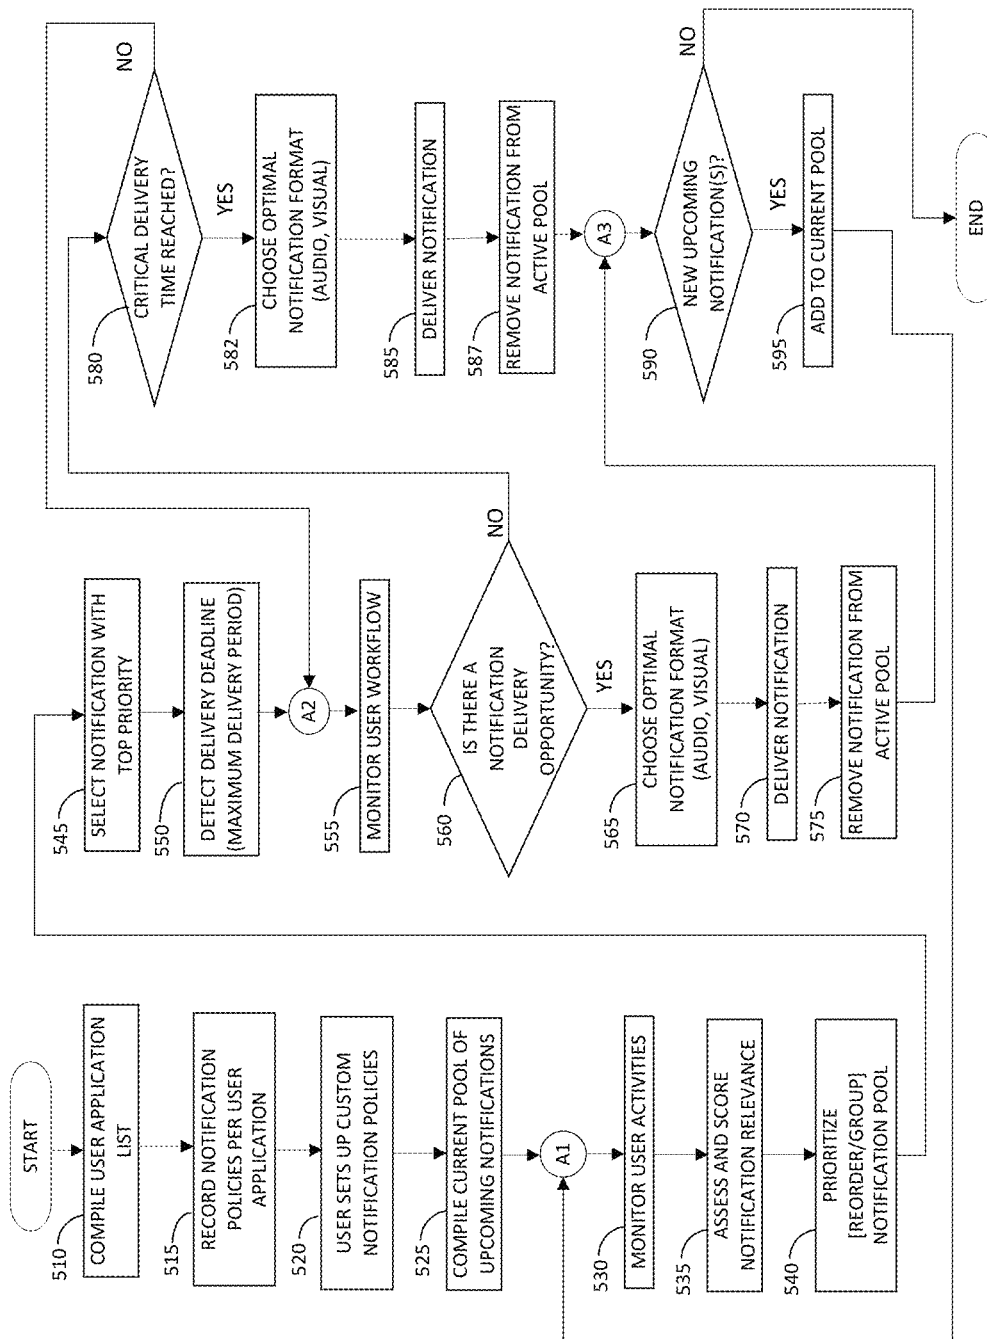 START
510
COMPILE USER APPLICATION
LIST
515
RECORD NOTIFICATION
POLICIES PER USER
APPLICATION
520
USER SETS UP CUSTOM
NOTIFICATION POLICIES
525
COMPILE CURRENT POOL OF
UPCOMING NOTIFICATIONS
A1
530
MONITOR USER ACTIVITIES
535
ASSESS AND SCORE
NOTIFICATION RELEVANCE
540
PRIORITIZE
[REORDER/GROUP]
NOTIFICATION POOL
545
SELECT NOTIFICATION WITH
TOP PRIORITY
550
DETECT DELIVERY DEADLINE
(MAXIMUM DELIVERY PERIOD)
A2
555
MONITOR USER WORKFLOW
560
IS THERE A
NOTIFICATION
DELIVERY
OPPORTUNITY?
NO
YES
565
CHOOSE OPTIMAL
NOTIFICATION FORMAT
(AUDIO, VISUAL)
570
DELIVER NOTIFICATION
575
REMOVE NOTIFICATION FROM
ACTIVE POOL
580
CRITICAL DELIVERY
TIME REACHED?
NO
YES
582
CHOOSE OPTIMAL
NOTIFICATION FORMAT
(AUDIO, VISUAL)
585
DELIVER NOTIFICATION
587
REMOVE NOTIFICATION FROM
ACTIVE POOL
A3
590
NEW UPCOMING
NOTIFICATION(S)?
NO
YES
595
ADD TO CURRENT POOL
END